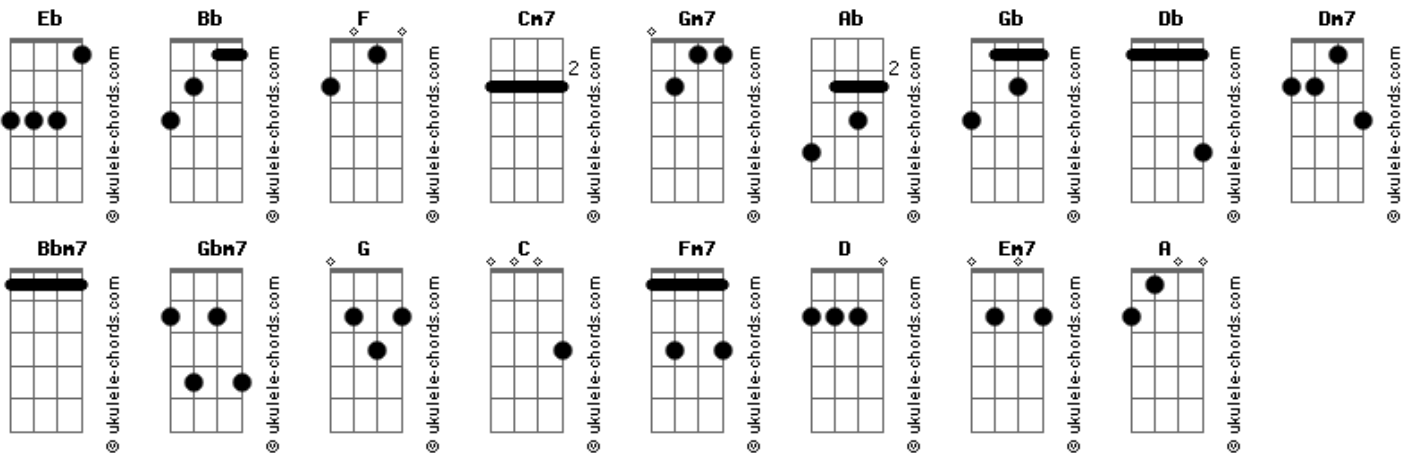 Eb Bb F Cm7 Gm7 Ab Gb Db Dm7
2 2
© ukulele-chords.com © ukulele-chords.com © ukulele-chords.com © ukulele-chords.com © ukulele-chords.com © ukulele-chords.com © ukulele-chords.com © ukulele-chords.com © ukulele-chords.com
Bbm7 Gbm7 G C Fm7 D Em7 A
© ukulele-chords.com © ukulele-chords.com © ukulele-chords.com © ukulele-chords.com © ukulele-chords.com © ukulele-chords.com © ukulele-chords.com © ukulele-chords.com